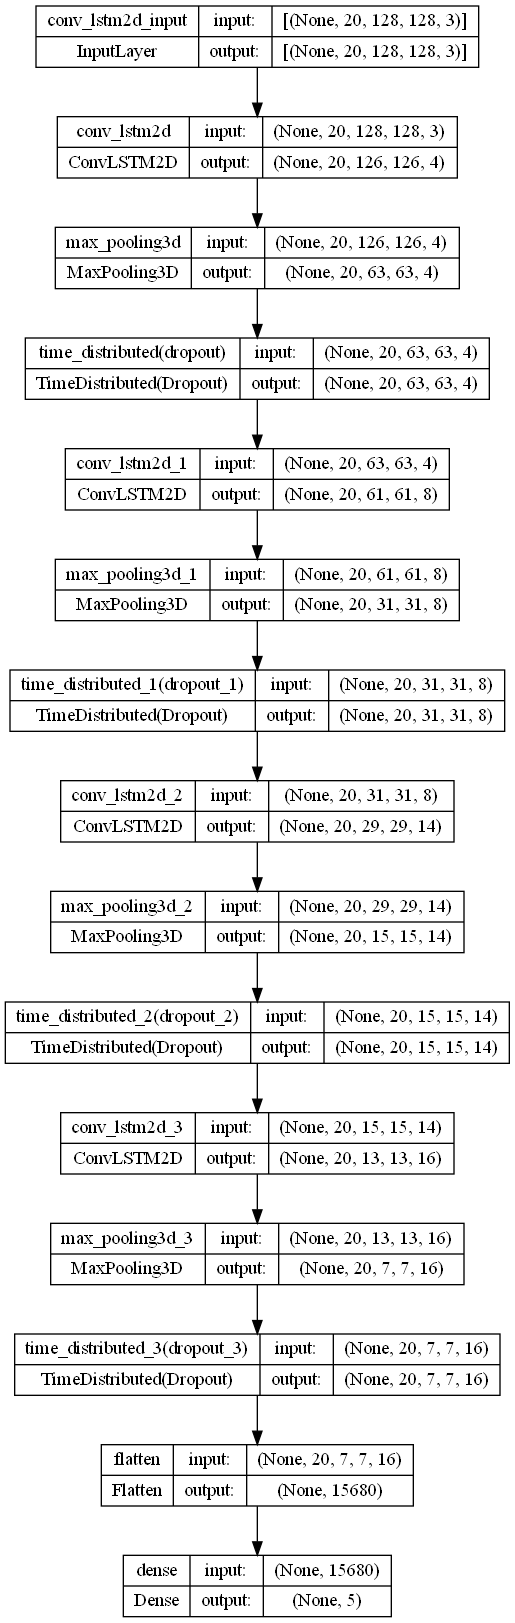 conv_lstm2d_input input: [(None, 20, 128, 128, 3)]
InputLayer output: [(None, 20, 128, 128, 3)]
conv_lstm2d input: (None, 20, 128, 128, 3)
ConvLSTM2D output: (None, 20, 126, 126, 4)
max_pooling3d input: (None, 20, 126, 126, 4)
MaxPooling3D output: (None, 20, 63, 63, 4)
time_distributed(dropout) input: (None, 20, 63, 63, 4)
TimeDistributed(Dropout) output: (None, 20, 63, 63, 4)
conv_lstm2d_1 input: (None, 20, 63, 63, 4)
ConvLSTM2D output: (None, 20, 61, 61, 8)
max_pooling3d_1 input: (None, 20, 61, 61, 8)
MaxPooling3D output: (None, 20, 31, 31, 8)
time_distributed_1(dropout_1) input: (None, 20, 31, 31, 8)
TimeDistributed(Dropout) output: (None, 20, 31, 31, 8)
conv_lstm2d_2 input: (None, 20, 31, 31, 8)
ConvLSTM2D output: (None, 20, 29, 29, 14)
max_pooling3d_2 input: (None, 20, 29, 29, 14)
MaxPooling3D output: (None, 20, 15, 15, 14)
time_distributed_2(dropout_2) input: (None, 20, 15, 15, 14)
TimeDistributed(Dropout) output: (None, 20, 15, 15, 14)
conv_lstm2d_3 input: (None, 20, 15, 15, 14)
ConvLSTM2D output: (None, 20, 13, 13, 16)
max_pooling3d_3 input: (None, 20, 13, 13, 16)
MaxPooling3D output: (None, 20, 7, 7, 16)
time_distributed_3(dropout_3) input: (None, 20, 7, 7, 16)
TimeDistributed(Dropout) output: (None, 20, 7, 7, 16)
flatten input: (None, 20, 7, 7, 16)
Flatten output: (None, 15680)
dense input: (None, 15680)
Dense output: (None, 5)